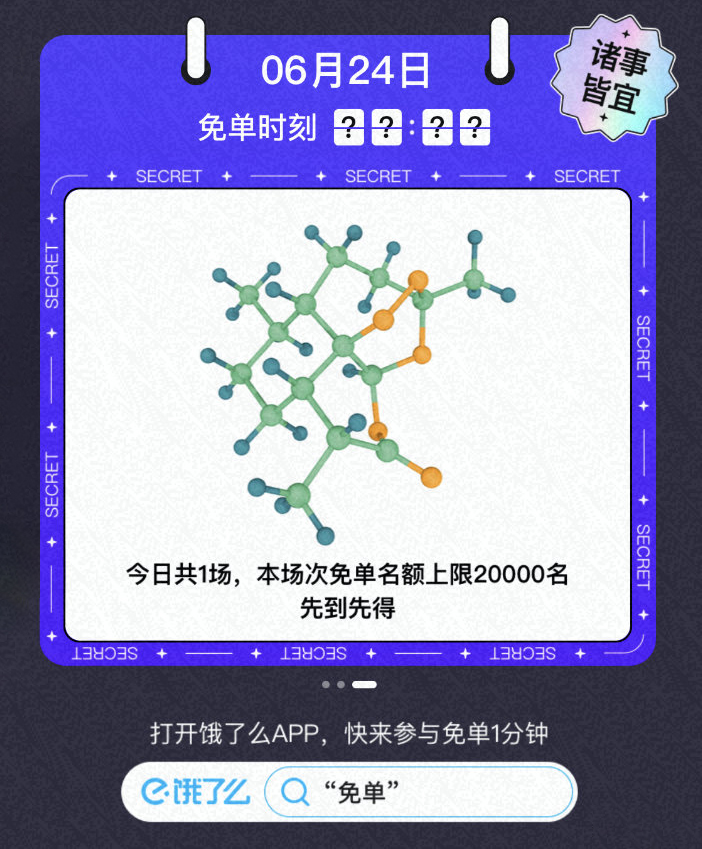 06月24日
诸事
皆宜
免单时刻 ??:??
SECRET SECRET SECRET
SECRET
SECRET
SECRET
SECRET
今日共1场，本场次免单名额上限20000名
先到先得
SECRET SECRET SECRET
打开饿了么APP，快来参与免单1分钟
饿了么 “免单”